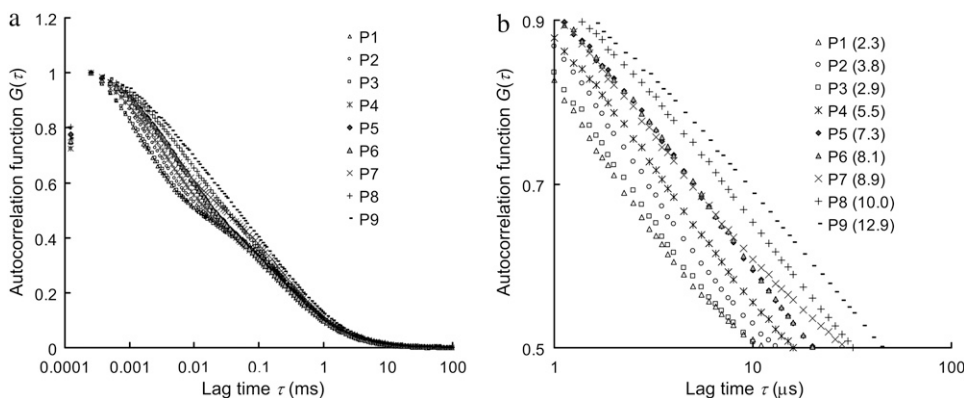 a
Autocorrelation function G(τ)
1.2
1
0.8
0.6
0.4
0.2
0
0.0001
0.001
0.01
0.1
1
10
100
Lag time τ (ms)
P1
P2
P3
P4
P5
P6
P7
P8
P9
b
Autocorrelation function G(τ)
0.9
0.7
0.5
1
10
100
Lag time τ (μs)
P1 (2.3)
P2 (3.8)
P3 (2.9)
P4 (5.5)
P5 (7.3)
P6 (8.1)
P7 (8.9)
P8 (10.0)
P9 (12.9)